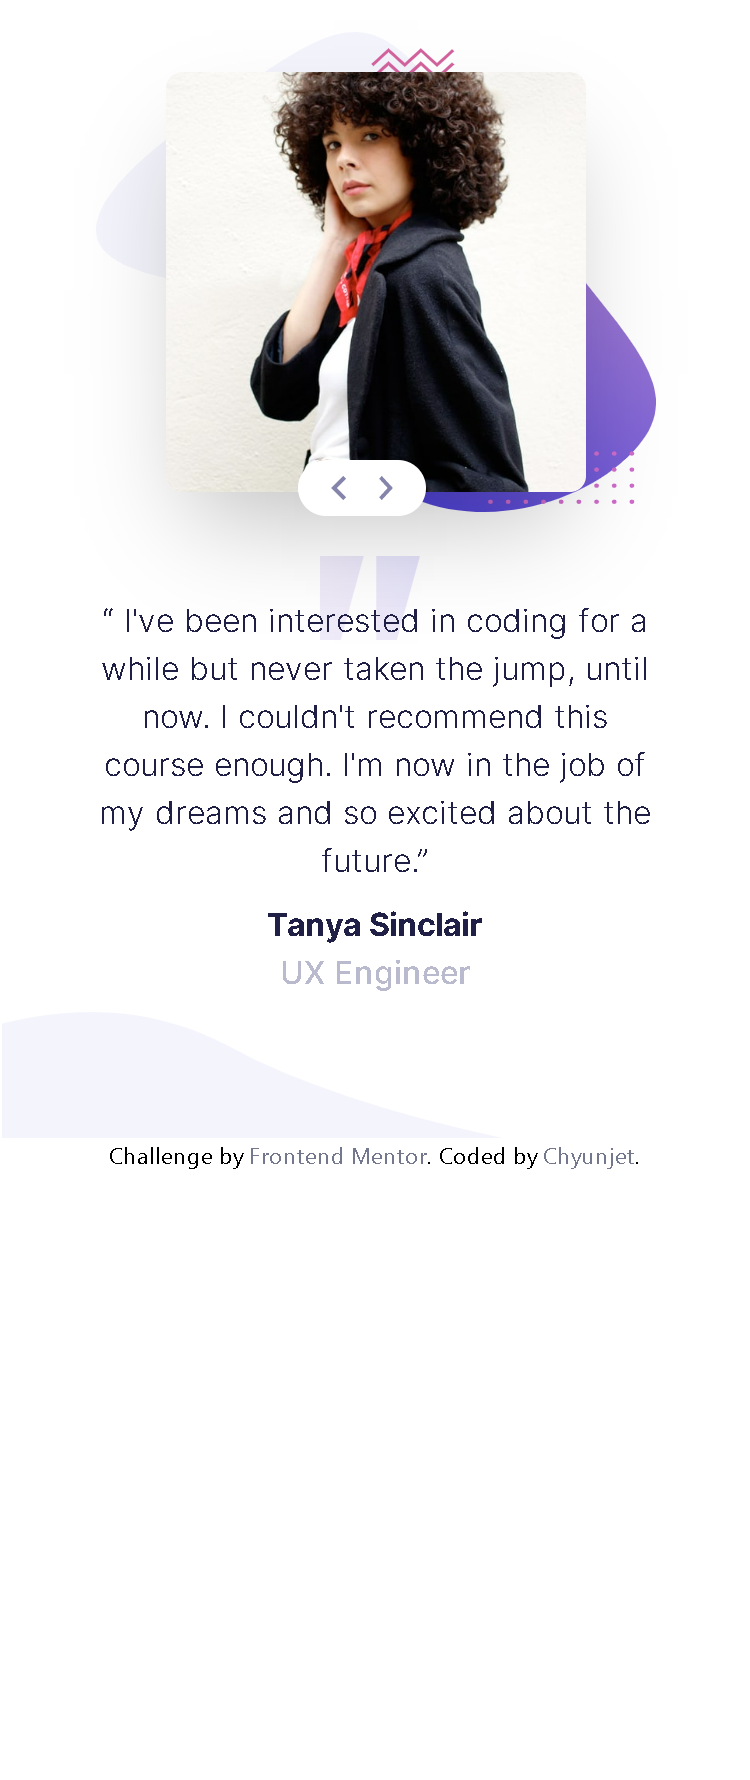 “ I've been interested in coding for a
while but never taken the jump, until
now. I couldn't recommend this
course enough. I'm now in the job of
my dreams and so excited about the
future.”
Tanya Sinclair
UX Engineer
Challenge by Frontend Mentor. Coded by Chyunjet.